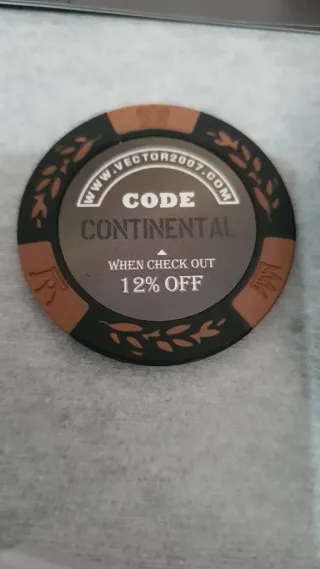 WWW.VECTOR2007.COM
CODE
CONTINENTAL
WHEN CHECK OUT
12% OFF